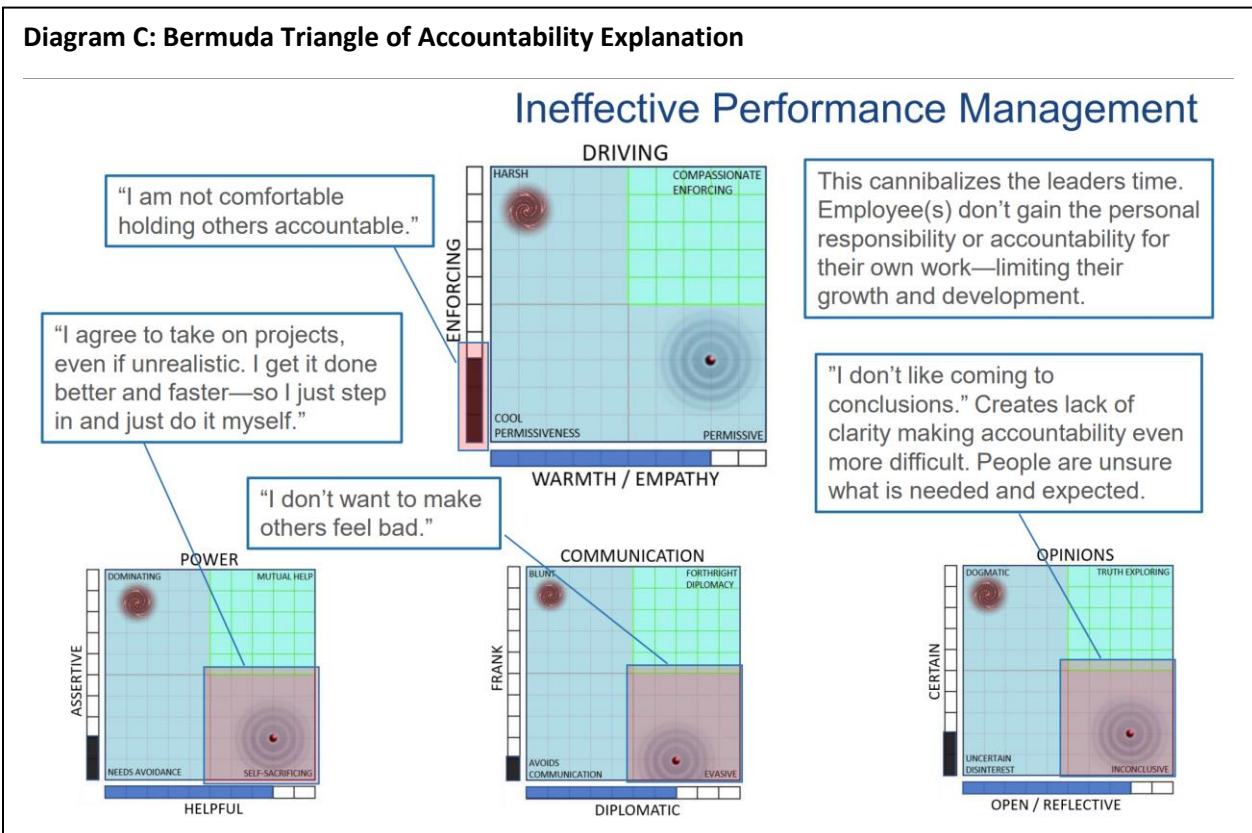 Diagram C: Bermuda Triangle of Accountability Explanation
Ineffective Performance Management
DRIVING
HARSH
COMPASSIONATE
ENFORCING
ENFORCING
COOL
PERMISSIVENESS
PERMISSIVE
WARMTH / EMPATHY
“I am not comfortable
holding others accountable.”
This cannibalizes the leaders time.
Employee(s) don’t gain the personal
responsibility or accountability for
their own work—limiting their
growth and development.
“I agree to take on projects,
even if unrealistic. I get it done
better and faster—so I just step
in and just do it myself.”
”I don’t like coming to
conclusions.” Creates lack of
clarity making accountability even
more difficult. People are unsure
what is needed and expected.
“I don’t want to make
others feel bad.”
POWER
DOMINATING
MUTUAL HELP
ASSERTIVE
NEEDS AVOIDANCE
SELF-SACRIFICING
HELPFUL
COMMUNICATION
BLUNT
FORTHRIGHT
DIPLOMACY
FRANK
AVOIDS
COMMUNICATION
EVASIVE
DIPLOMATIC
OPINIONS
DOGMATIC
TRUTH EXPLORING
CERTAIN
UNCERTAIN
DISINTEREST
INCONCLUSIVE
OPEN / REFLECTIVE